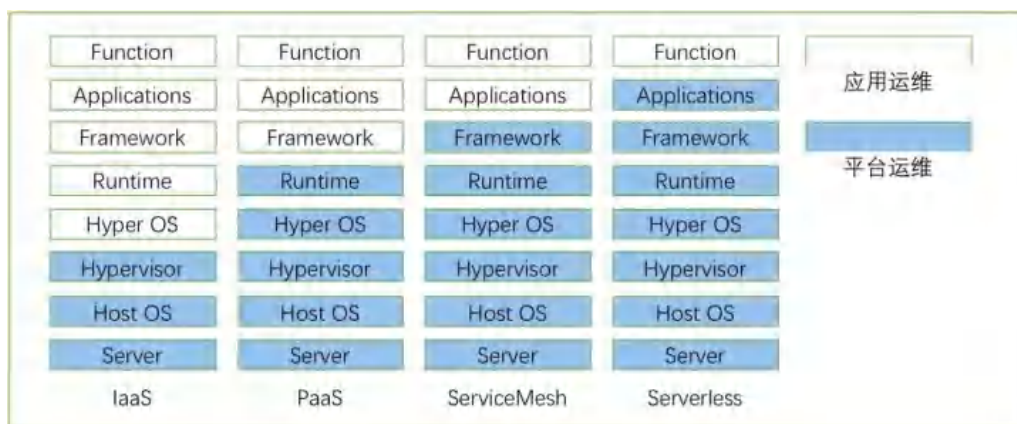 Function Function Function Function
Applications Applications Applications Applications 应用运维
Framework Framework Framework Framework
Runtime Runtime Runtime Runtime 平台运维
Hyper OS Hyper OS Hyper OS Hyper OS
Hypervisor Hypervisor Hypervisor Hypervisor
Host OS Host OS Host OS Host OS
Server Server Server Server
IaaS PaaS ServiceMesh Serverless